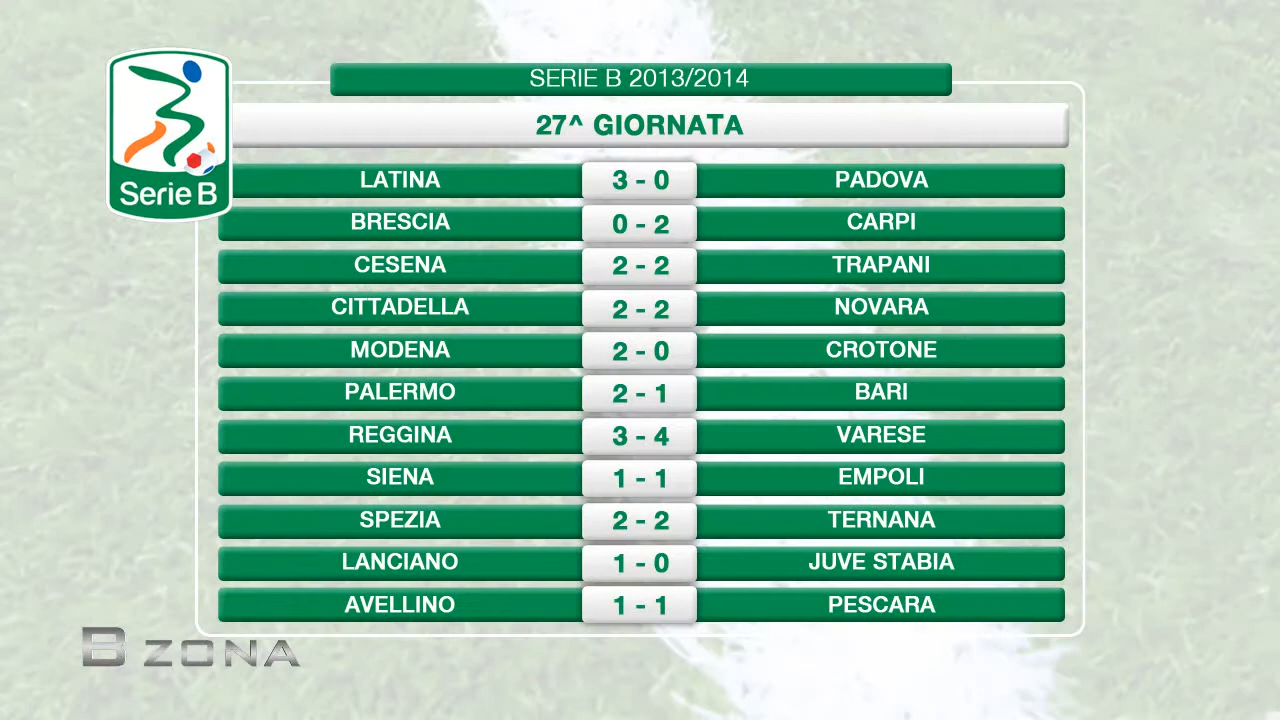 SERIE B 2013/2014
27^ GIORNATA
Serie B
LATINA 3 - 0 PADOVA
BRESCIA 0 - 2 CARPI
CESENA 2 - 2 TRAPANI
CITTADELLA 2 - 2 NOVARA
MODENA 2 - 0 CROTONE
PALERMO 2 - 1 BARI
REGGINA 3 - 4 VARESE
SIENA 1 - 1 EMPOLI
SPEZIA 2 - 2 TERNANA
LANCIANO 1 - 0 JUVE STABIA
AVELLINO 1 - 1 PESCARA
B ZONA